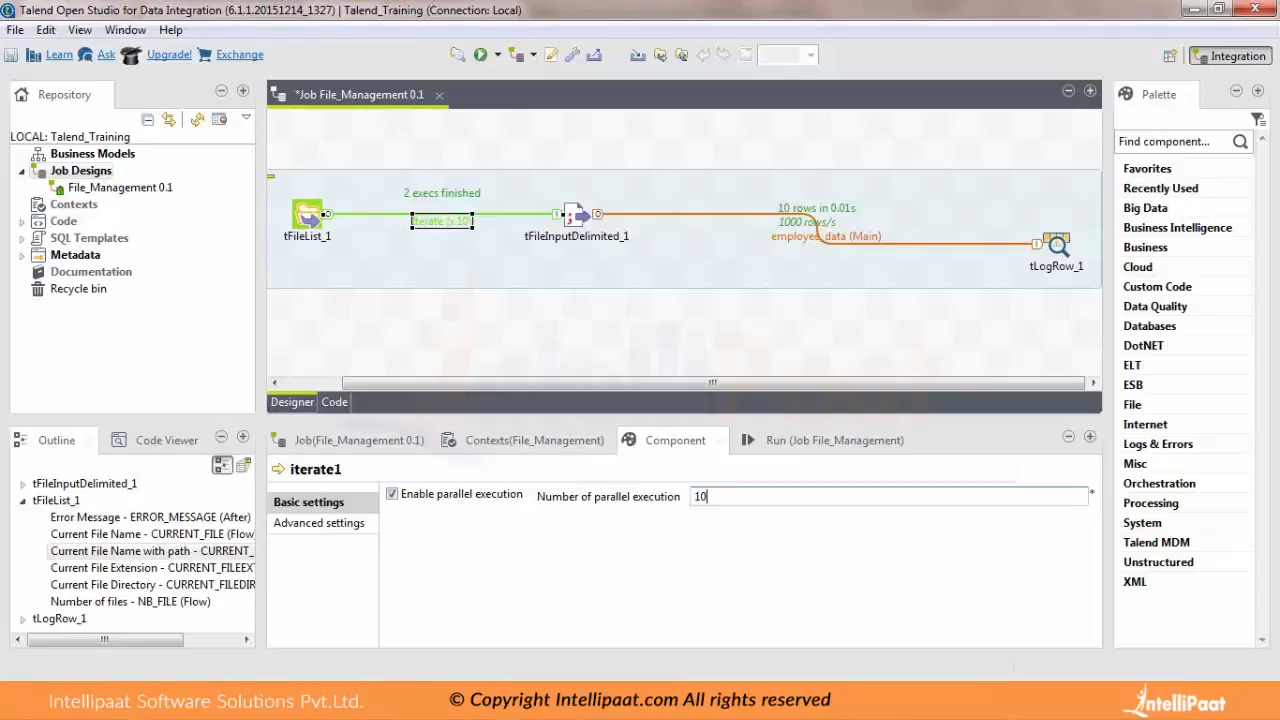 Talend Open Studio for Data Integration (6.1.1.20151214_1327) | Talend_Training (Connection: Local)
File Edit View Window Help
Learn Ask Upgrade! Exchange
Integration
Repository
LOCAL: Talend_Training
Business Models
Job Designs
File_Management 0.1
Contexts
Code
SQL Templates
Metadata
Documentation
Recycle bin
*Job File_Management 0.1
2 execs finished
iterate (x10)
tFileList_1
tFileInputDelimited_1
10 rows in 0.01s
1000 rows/s
employee_data (Main)
tLogRow_1
Designer Code
Palette
Find component...
Favorites
Recently Used
Big Data
Business Intelligence
Business
Cloud
Custom Code
Data Quality
Databases
DotNET
ELT
ESB
File
Internet
Logs & Errors
Misc
Orchestration
Processing
System
Talend MDM
Unstructured
XML
Outline Code Viewer
tFileInputDelimited_1
tFileList_1
Error Message - ERROR_MESSAGE (After)
Current File Name - CURRENT_FILE (Flow
Current File Name with path - CURRENT_
Current File Extension - CURRENT_FILEEXT
Current File Directory - CURRENT_FILEDIR
Number of files - NB_FILE (Flow)
tLogRow_1
Job(File_Management 0.1) Contexts(File_Management) Component Run (Job File_Management)
iterate1
Basic settings
Advanced settings
Enable parallel execution Number of parallel execution 10 *
Intellipaat Software Solutions Pvt.Ltd. © Copyright Intellipaat.com All rights reserved IntelliPaat